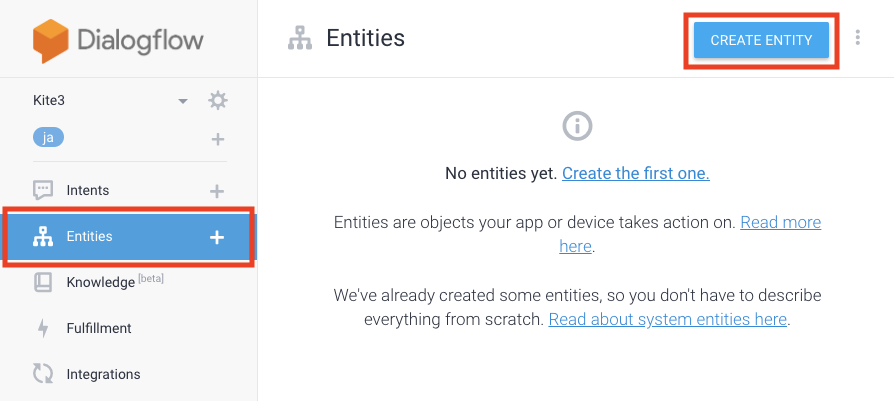 Dialogflow
Entities
CREATE ENTITY
Kite3
ja
Intents
Entities
Knowledge [beta]
Fulfillment
Integrations
No entities yet. Create the first one.
Entities are objects your app or device takes action on. Read more
here.
We've already created some entities, so you don't have to describe
everything from scratch. Read about system entities here.